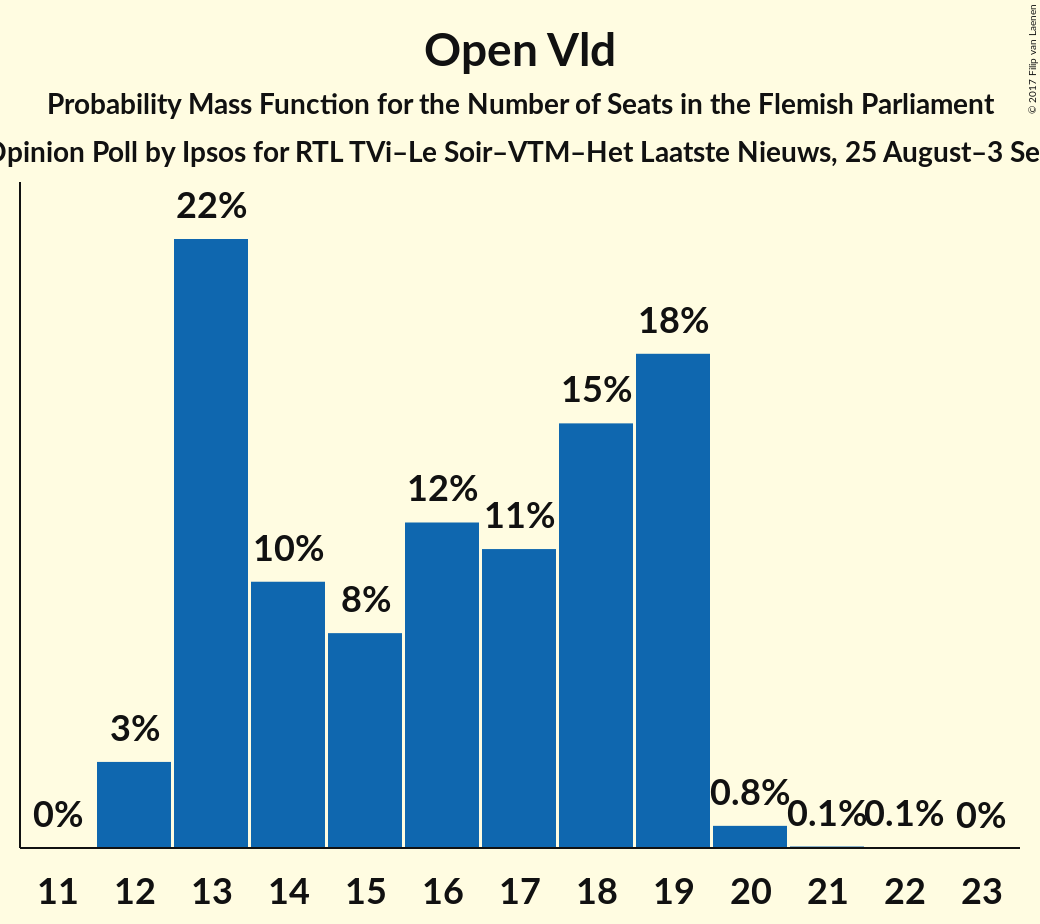 Open Vld
Probability Mass Function for the Number of Seats in the Flemish Parliament
Opinion Poll by Ipsos for RTL TVi–Le Soir–VTM–Het Laatste Nieuws, 25 August–3 Se
© 2017 Filip van Laenen
22%
18%
15%
12%
11%
10%
8%
3%
0.8%
0%
0.1%
0.1%
0%
11 12 13 14 15 16 17 18 19 20 21 22 23